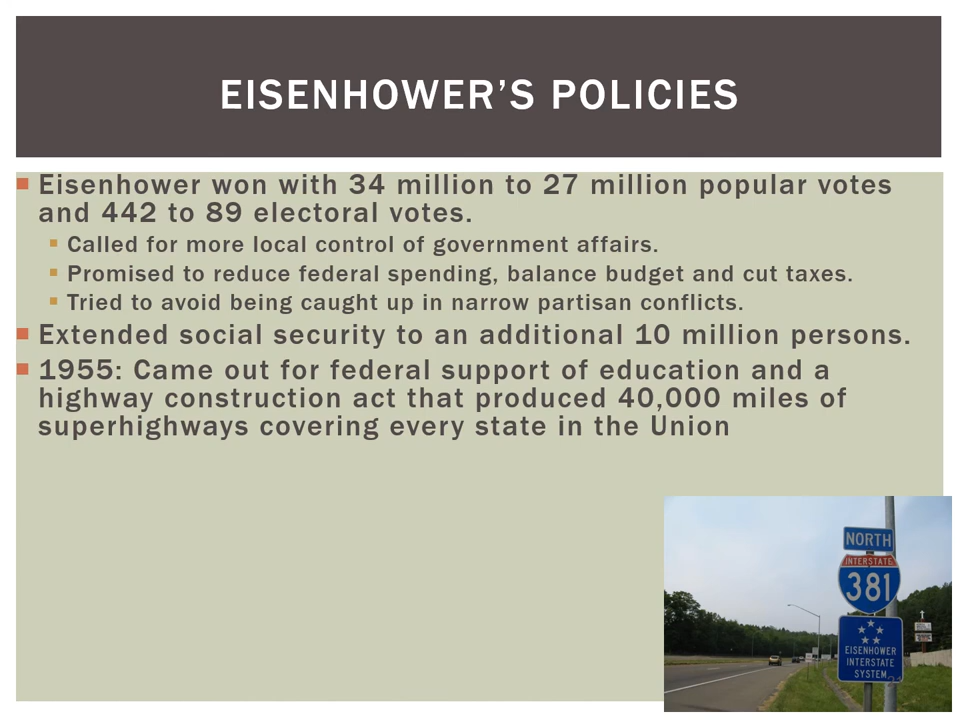 EISENHOWER’S POLICIES
Eisenhower won with 34 million to 27 million popular votes
and 442 to 89 electoral votes.
Called for more local control of government affairs.
Promised to reduce federal spending, balance budget and cut taxes.
Tried to avoid being caught up in narrow partisan conflicts.
Extended social security to an additional 10 million persons.
1955: Came out for federal support of education and a
highway construction act that produced 40,000 miles of
superhighways covering every state in the Union
NORTH
INTERSTATE
381
EISENHOWER
INTERSTATE
SYSTEM